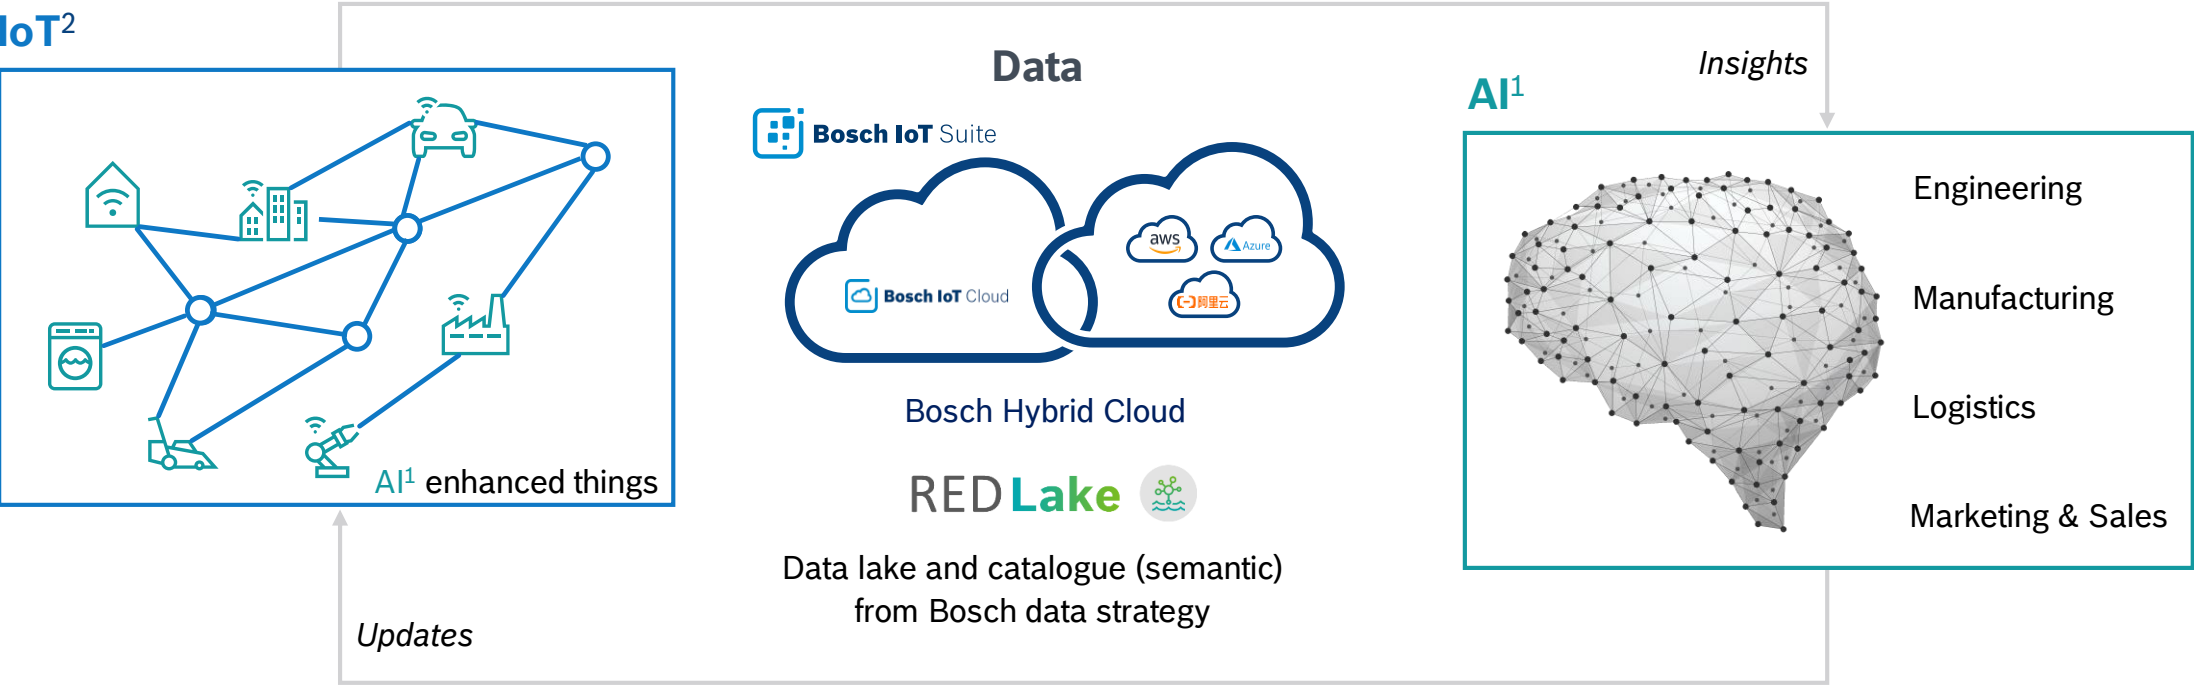 IoT²
AI¹ enhanced things
Updates
Data
Bosch IoT Suite
Bosch IoT Cloud
aws
Azure
阿里云
Bosch Hybrid Cloud
RED Lake
Data lake and catalogue (semantic)
from Bosch data strategy
Insights
AI¹
Engineering
Manufacturing
Logistics
Marketing & Sales